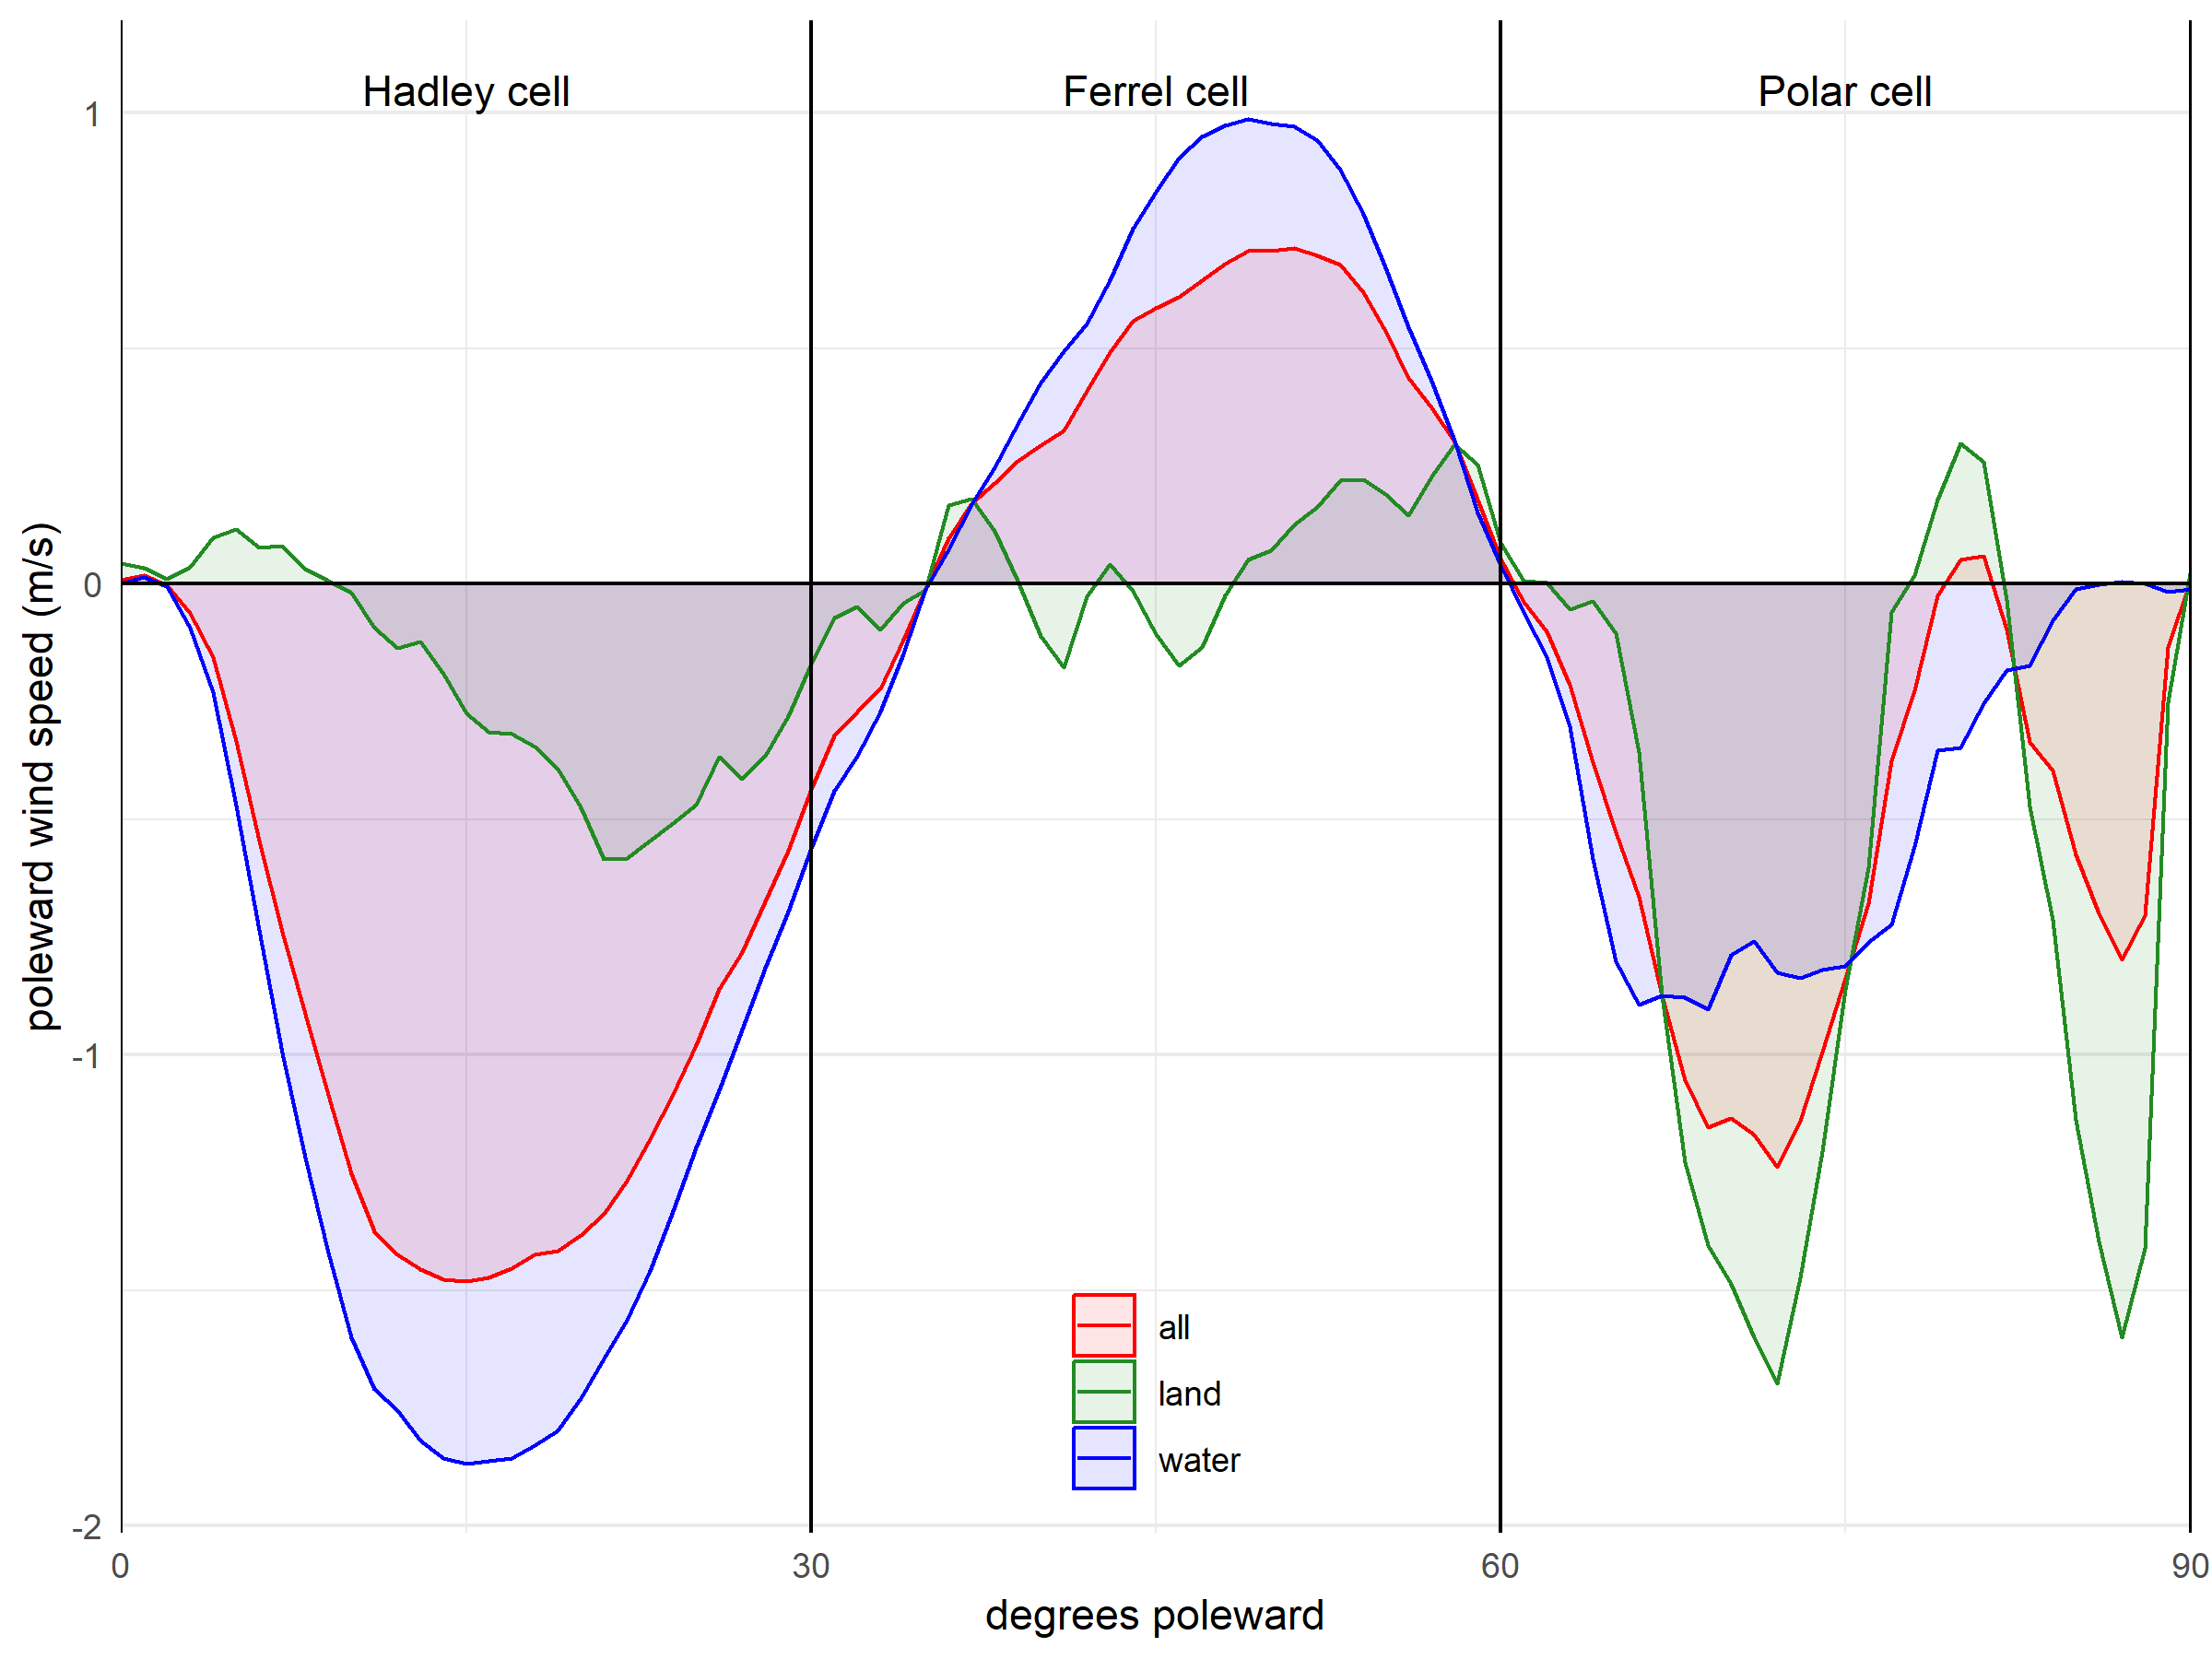 Hadley cell
Ferrel cell
Polar cell
1
0
-1
-2
poleward wind speed (m/s)
all
land
water
0
30
60
90
degrees poleward